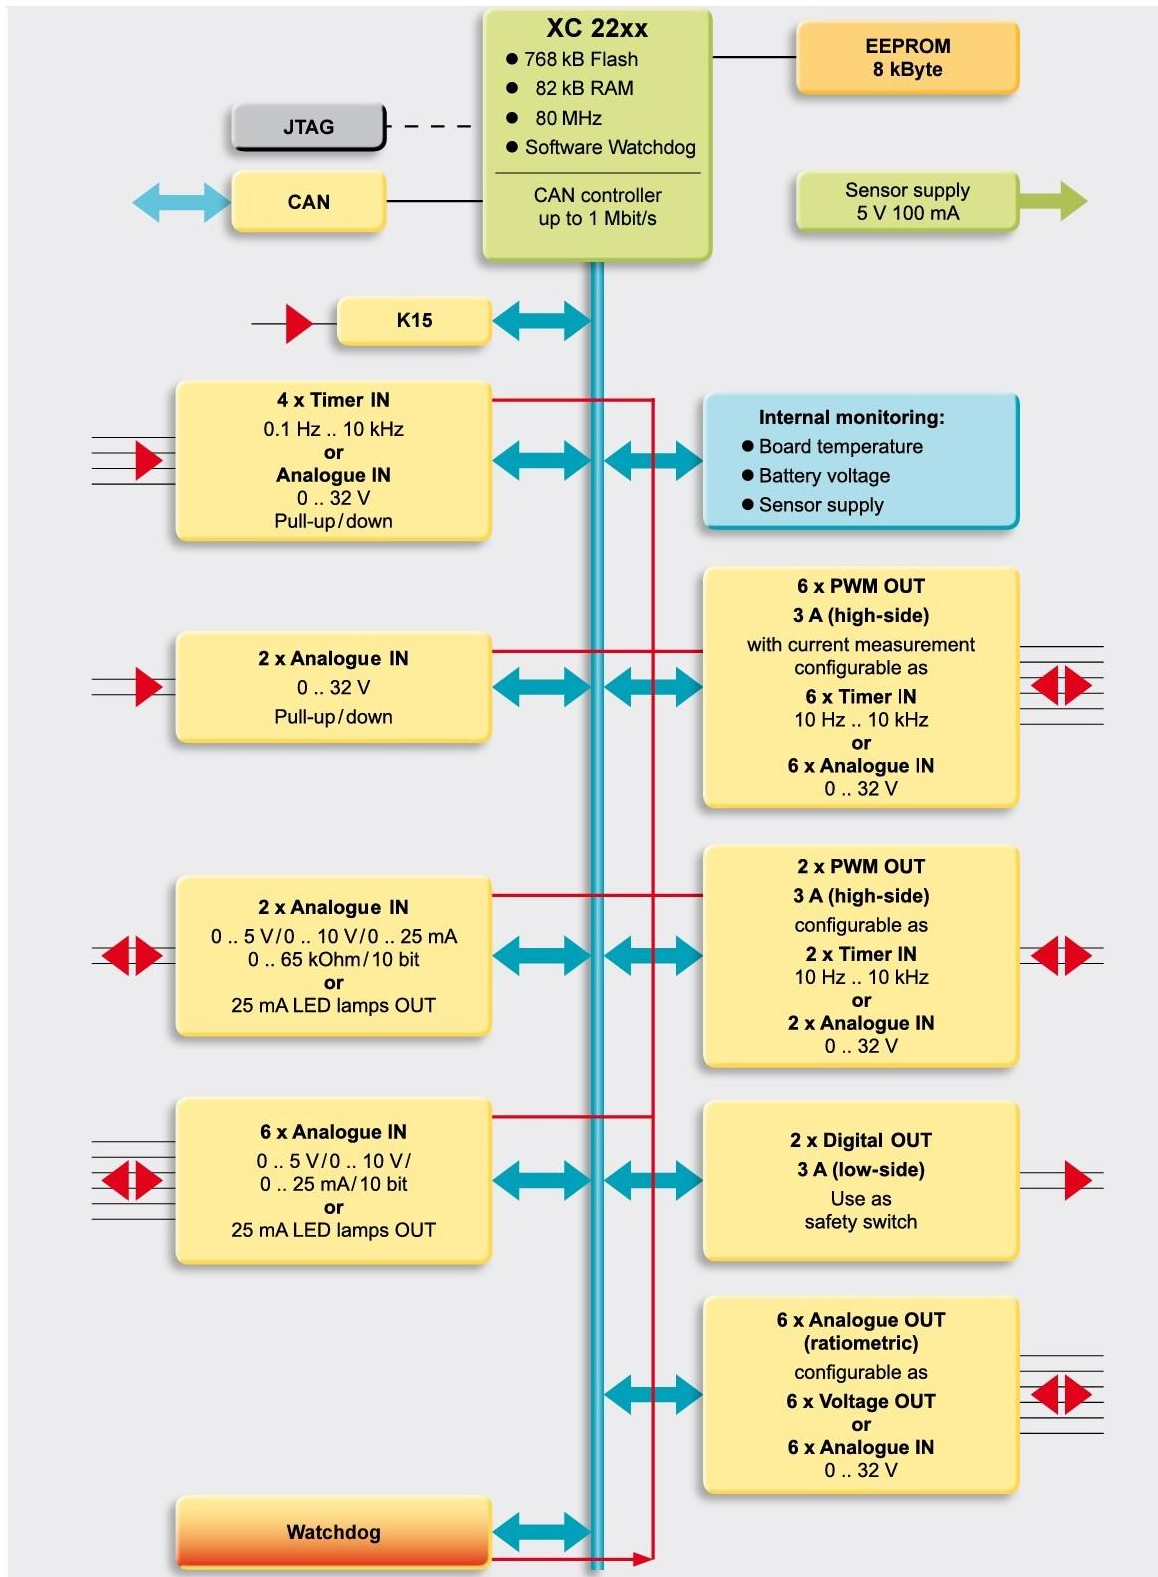 XC 22xx
768 kB Flash
82 kB RAM
80 MHz
Software Watchdog
CAN controller
up to 1 Mbit/s
EEPROM
8 kByte
JTAG
CAN
Sensor supply
5 V 100 mA
K15
4 x Timer IN
0.1 Hz .. 10 kHz
or
Analogue IN
0 .. 32 V
Pull-up/down
Internal monitoring:
Board temperature
Battery voltage
Sensor supply
2 x Analogue IN
0 .. 32 V
Pull-up/down
6 x PWM OUT
3 A (high-side)
with current measurement
configurable as
6 x Timer IN
10 Hz .. 10 kHz
or
6 x Analogue IN
0 .. 32 V
2 x Analogue IN
0 .. 5 V/0 .. 10 V/0 .. 25 mA
0 .. 65 kOhm/10 bit
or
25 mA LED lamps OUT
2 x PWM OUT
3 A (high-side)
configurable as
2 x Timer IN
10 Hz .. 10 kHz
or
2 x Analogue IN
0 .. 32 V
6 x Analogue IN
0 .. 5 V/0 .. 10 V/
0 .. 25 mA/10 bit
or
25 mA LED lamps OUT
2 x Digital OUT
3 A (low-side)
Use as
safety switch
6 x Analogue OUT
(ratiometric)
configurable as
6 x Voltage OUT
or
6 x Analogue IN
0 .. 32 V
Watchdog